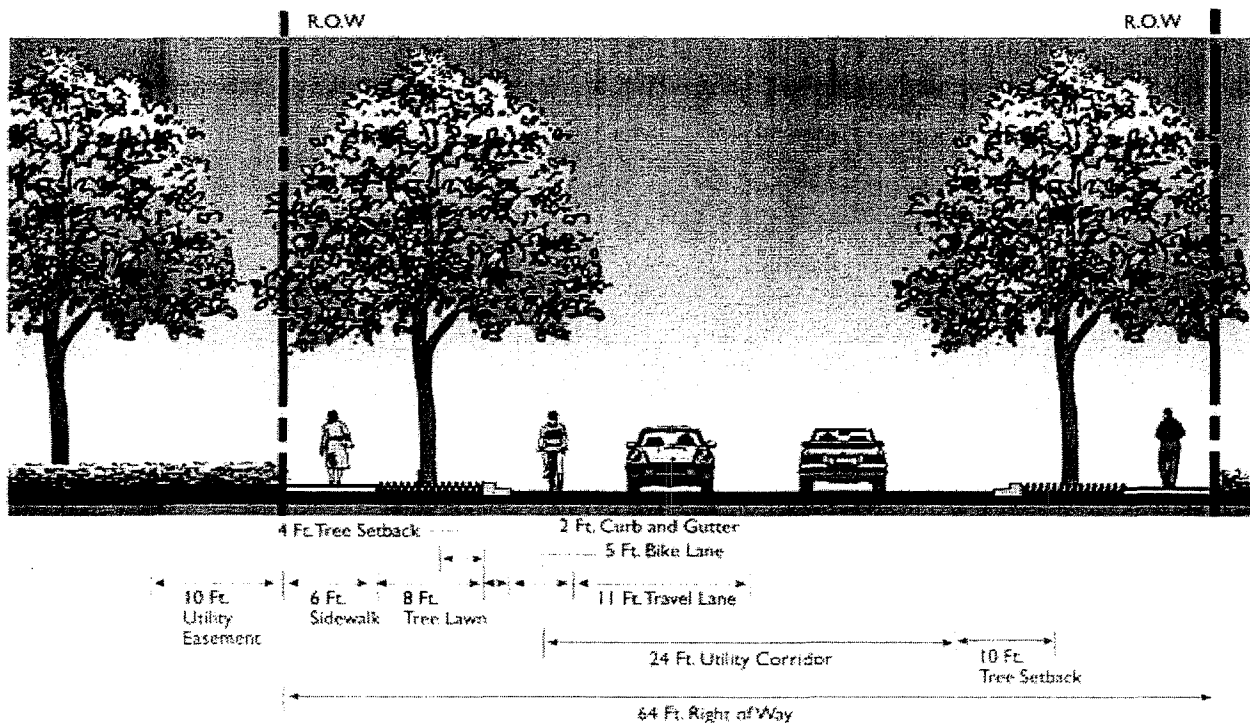 R.O.W
R.O.W
4 Ft. Tree Setback
2 Ft. Curb and Gutter
5 Ft. Bike Lane
10 Ft.
Utility
Easement
6 Ft.
Sidewalk
8 Ft.
Tree Lawn
11 Ft. Travel Lane
24 Ft. Utility Corridor
10 Ft.
Tree Setback
64 Ft. Right of Way